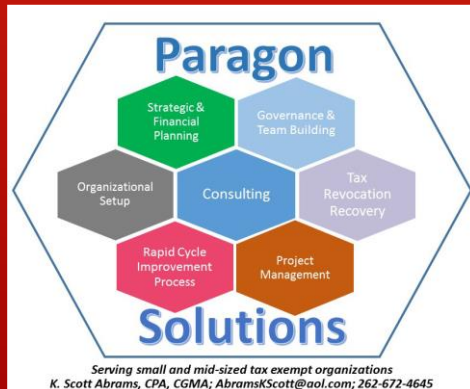 Paragon
Strategic &
Financial
Planning
Governance &
Team Building
Organizational
Setup
Consulting
Tax
Revocation
Recovery
Rapid Cycle
Improvement
Process
Project
Management
Solutions
Serving small and mid-sized tax exempt organizations
K. Scott Abrams, CPA, CGMA; AbramsKScott@aol.com; 262-672-4645